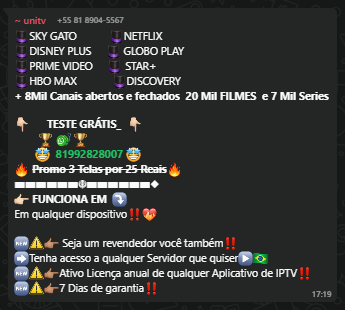 ~ unitv +55 81 8904-5567
SKY GATO NETFLIX
DISNEY PLUS GLOBO PLAY
PRIME VIDEO STAR+
HBO MAX DISCOVERY
+ 8Mil Canais abertos e fechados 20 Mil FILMES e 7 Mil Series
👇🏼 TESTE GRÁTIS_ 👇🏼
🏆 🏆
🤩 81992828007 🤩
🔥 Promo 3 Telas por 25 Reais🔥
👉🏼 FUNCIONA EM ⤵️
Em qualquer dispositivo‼️💖
🆕⚠️👉🏽 Seja um revendedor você também‼️
➡️Tenha acesso a qualquer Servidor que quiser▶️🇧🇷
🆕⚠️👉🏽 Ativo Licença anual de qualquer Aplicativo de IPTV‼️
🆕⚠️👉🏽 7 Dias de garantia‼️
17:19